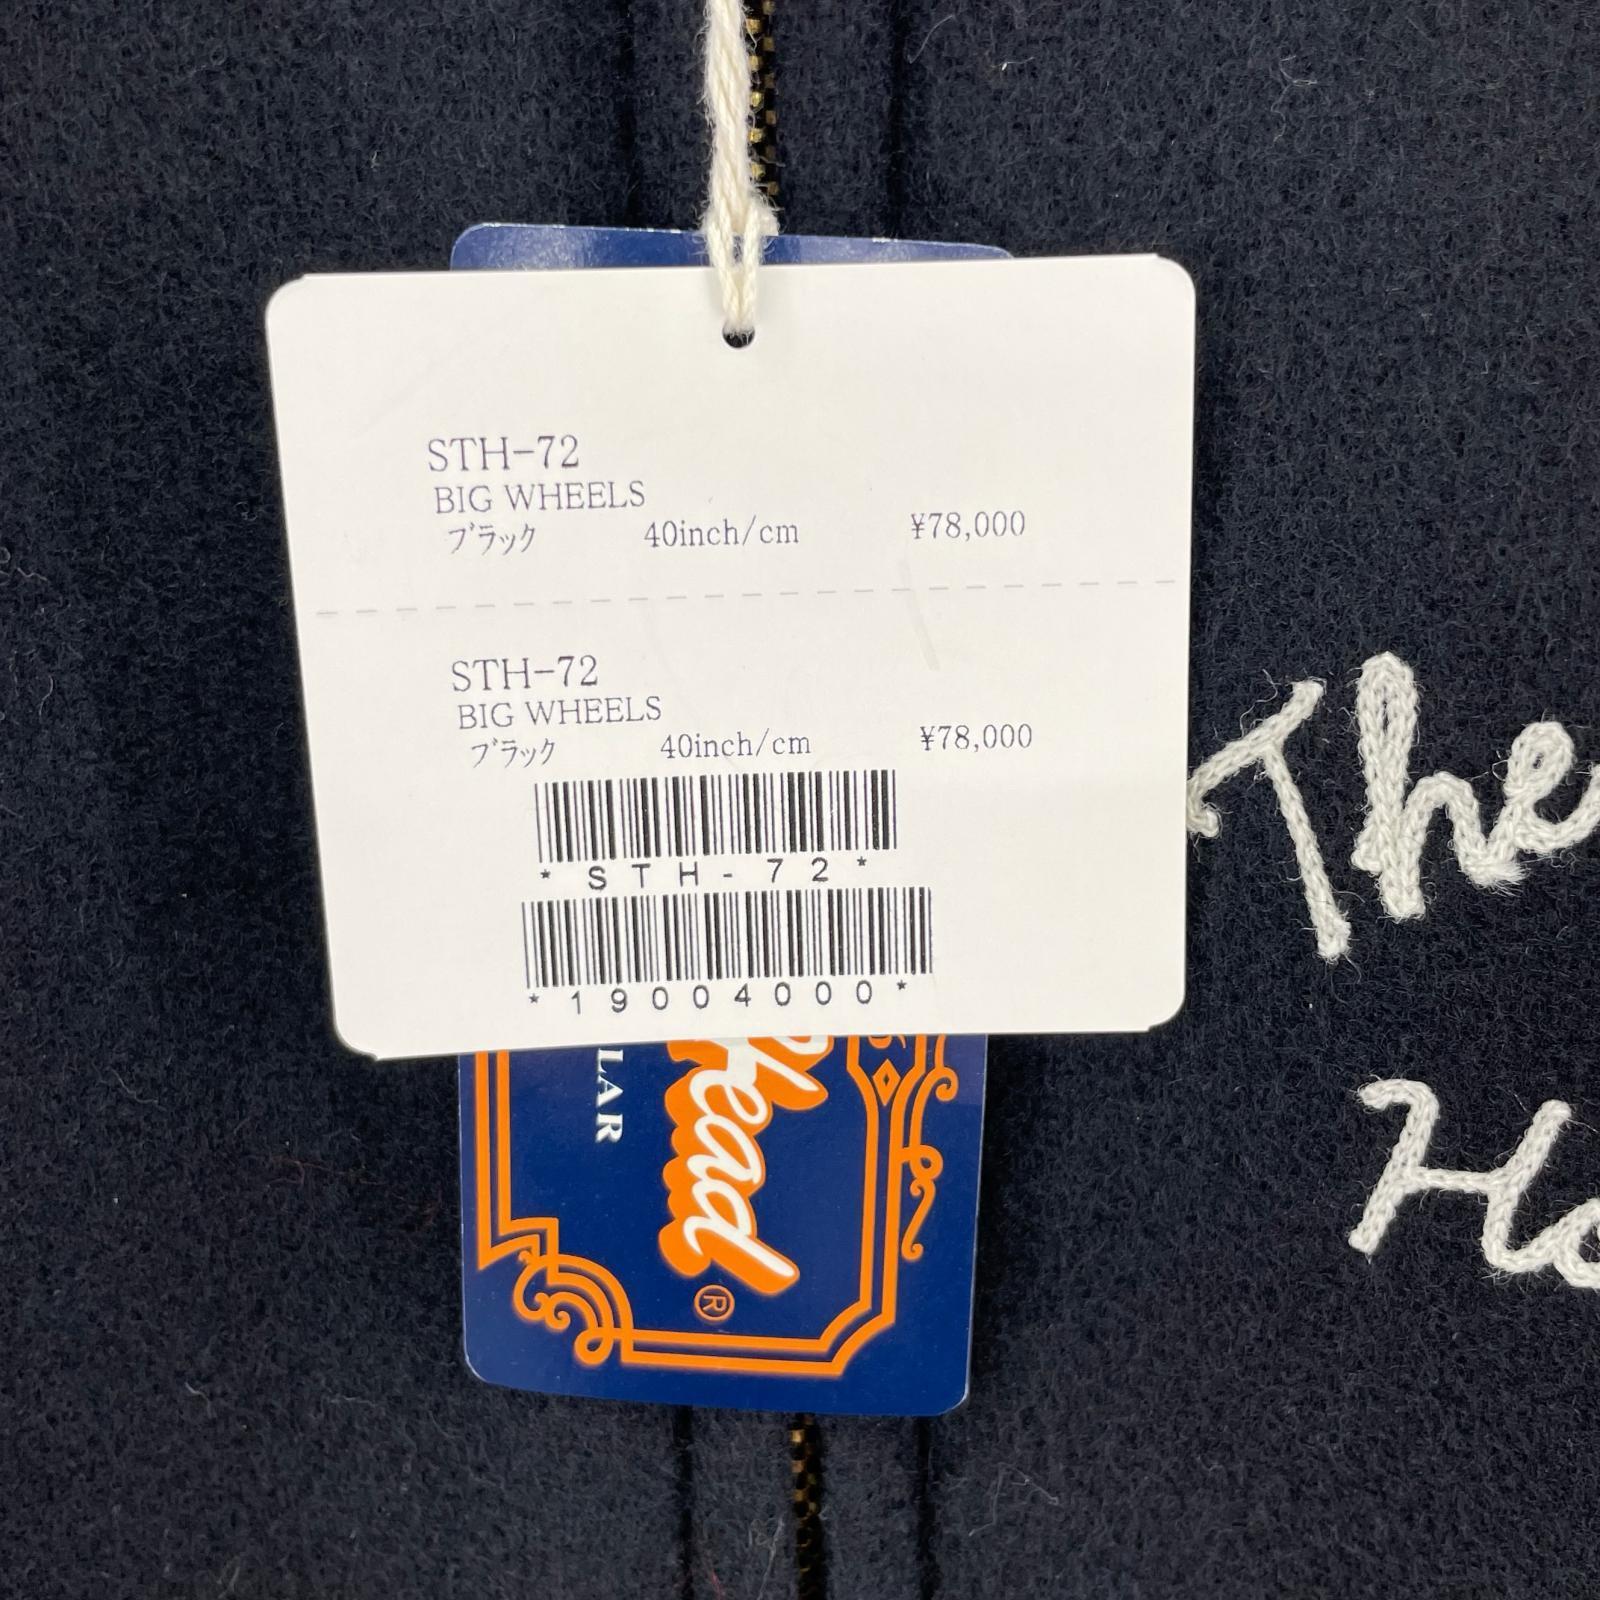 STH-72
BIG WHEELS
ブラック 40inch/cm ¥78,000
STH-72
BIG WHEELS
ブラック 40inch/cm ¥78,000
*STH-72*
*19004000*
The
Ho
LAR
head®